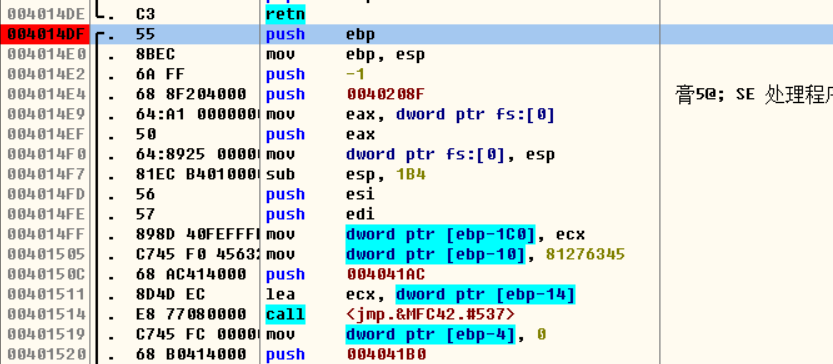 004014DE . C3 retn
004014DF . 55 push ebp
004014E0 . 8BEC mov ebp, esp
004014E2 . 6A FF push -1
004014E4 . 68 8F204000 push 0040208F 膏5@; SE 处理程序
004014E9 . 64:A1 0000000 mov eax, dword ptr fs:[0]
004014EF . 50 push eax
004014F0 . 64:8925 0000 mov dword ptr fs:[0], esp
004014F7 . 81EC B401000 sub esp, 1B4
004014FD . 56 push esi
004014FE . 57 push edi
004014FF . 898D 40FEFFFF mov dword ptr [ebp-1C0], ecx
00401505 . C745 F0 45632 mov dword ptr [ebp-10], 81276345
0040150C . 68 AC414000 push 004041AC
00401511 . 8D4D EC lea ecx, dword ptr [ebp-14]
00401514 . E8 77080000 call <jmp.&MFC42.#537>
00401519 . C745 FC 0000 mov dword ptr [ebp-4], 0
00401520 . 68 B0414000 push 004041B0